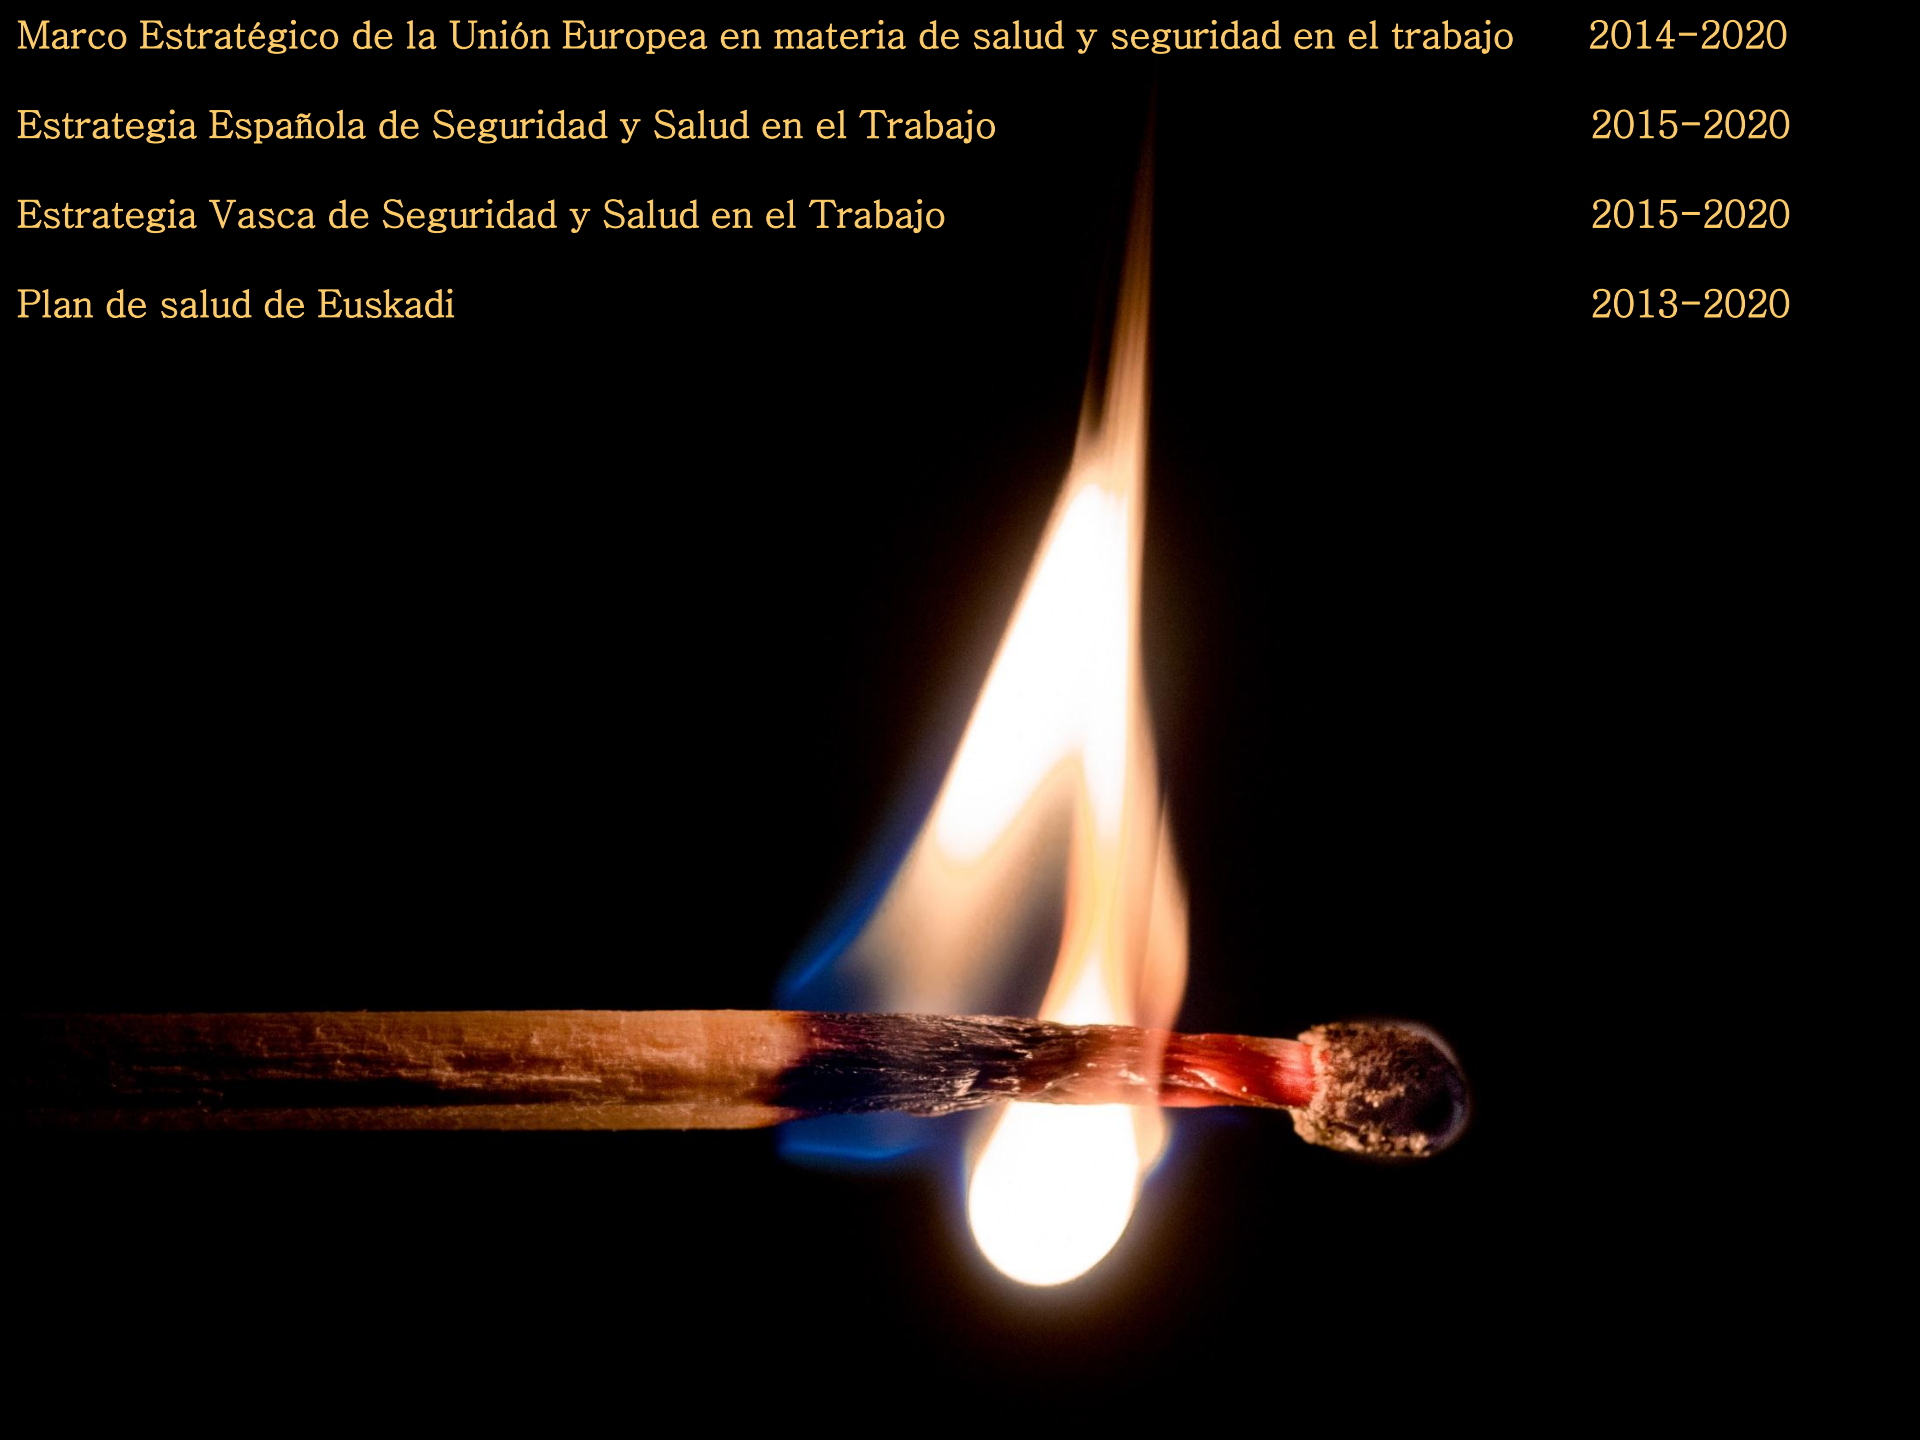 Marco Estratégico de la Unión Europea en materia de salud y seguridad en el trabajo 2014-2020
Estrategia Española de Seguridad y Salud en el Trabajo 2015-2020
Estrategia Vasca de Seguridad y Salud en el Trabajo 2015-2020
Plan de salud de Euskadi 2013-2020